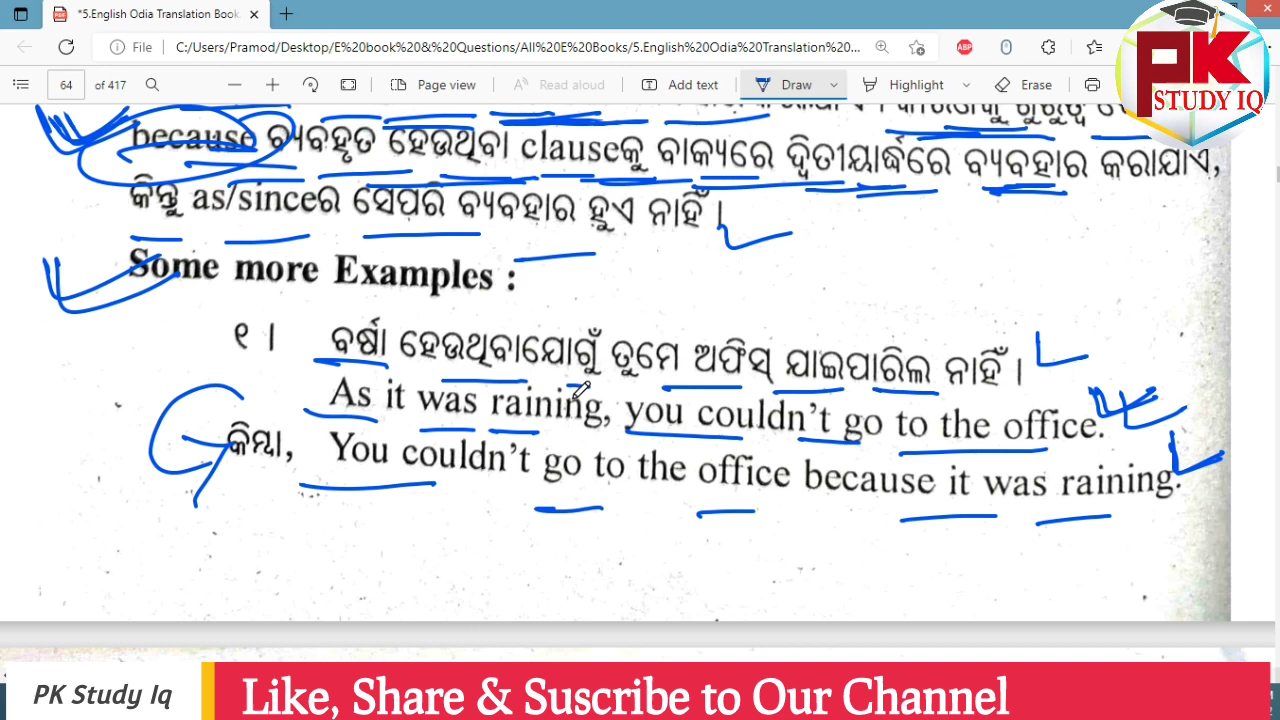 *5.English Odia Translation Book
File C:/Users/Pramod/Desktop/E%20book%20&%20Questions/All%20E%20Books/5.English%20Odia%20Translation%20...
64 of 417 Page view Read aloud Add text Draw Highlight Erase
because ବ୍ୟବହୃତ ହେଉଥିବା clauseକୁ ବାକ୍ୟରେ ଦ୍ୱିତୀୟାର୍ଦ୍ଧରେ ବ୍ୟବହାର କରାଯାଏ,
କିନ୍ତୁ as/sinceର ସେପରି ବ୍ୟବହାର ହୁଏ ନାହିଁ ।
Some more Examples :
୧ । ବର୍ଷା ହେଉଥିବାଯୋଗୁଁ ତୁମେ ଅଫିସ୍ ଯାଇପାରିଲ ନାହିଁ ।
As it was raining, you couldn't go to the office.
କିମ୍ବା, You couldn't go to the office because it was raining.
PK
STUDY IQ
PK Study Iq
Like, Share & Suscribe to Our Channel